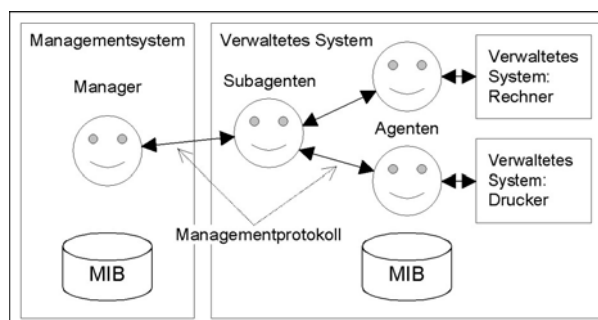 Managementsystem
Verwaltetes System
Manager
Subagenten
Agenten
Verwaltetes
System:
Rechner
Verwaltetes
System:
Drucker
Managementprotokoll
MIB
MIB